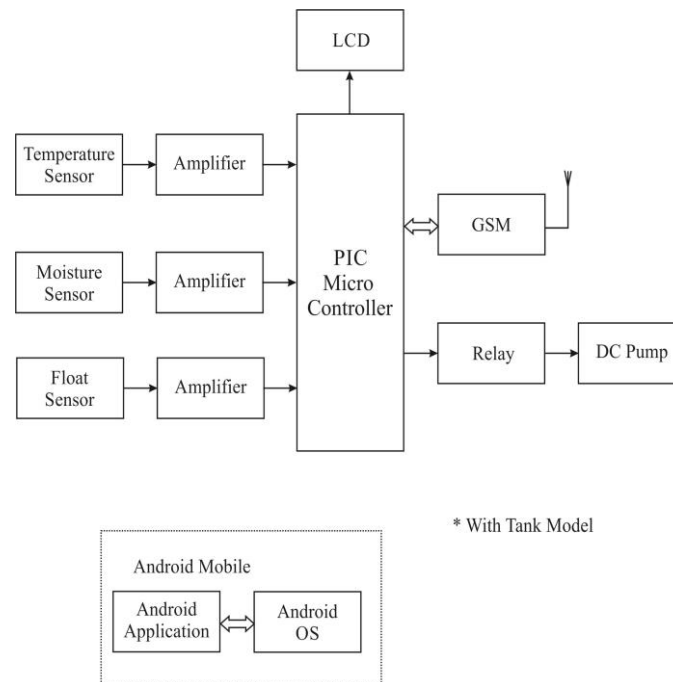 LCD
Temperature
Sensor
Amplifier
Moisture
Sensor
Amplifier
Float
Sensor
Amplifier
PIC
Micro
Controller
GSM
Relay
DC Pump
* With Tank Model
Android Mobile
Android
Application
Android
OS